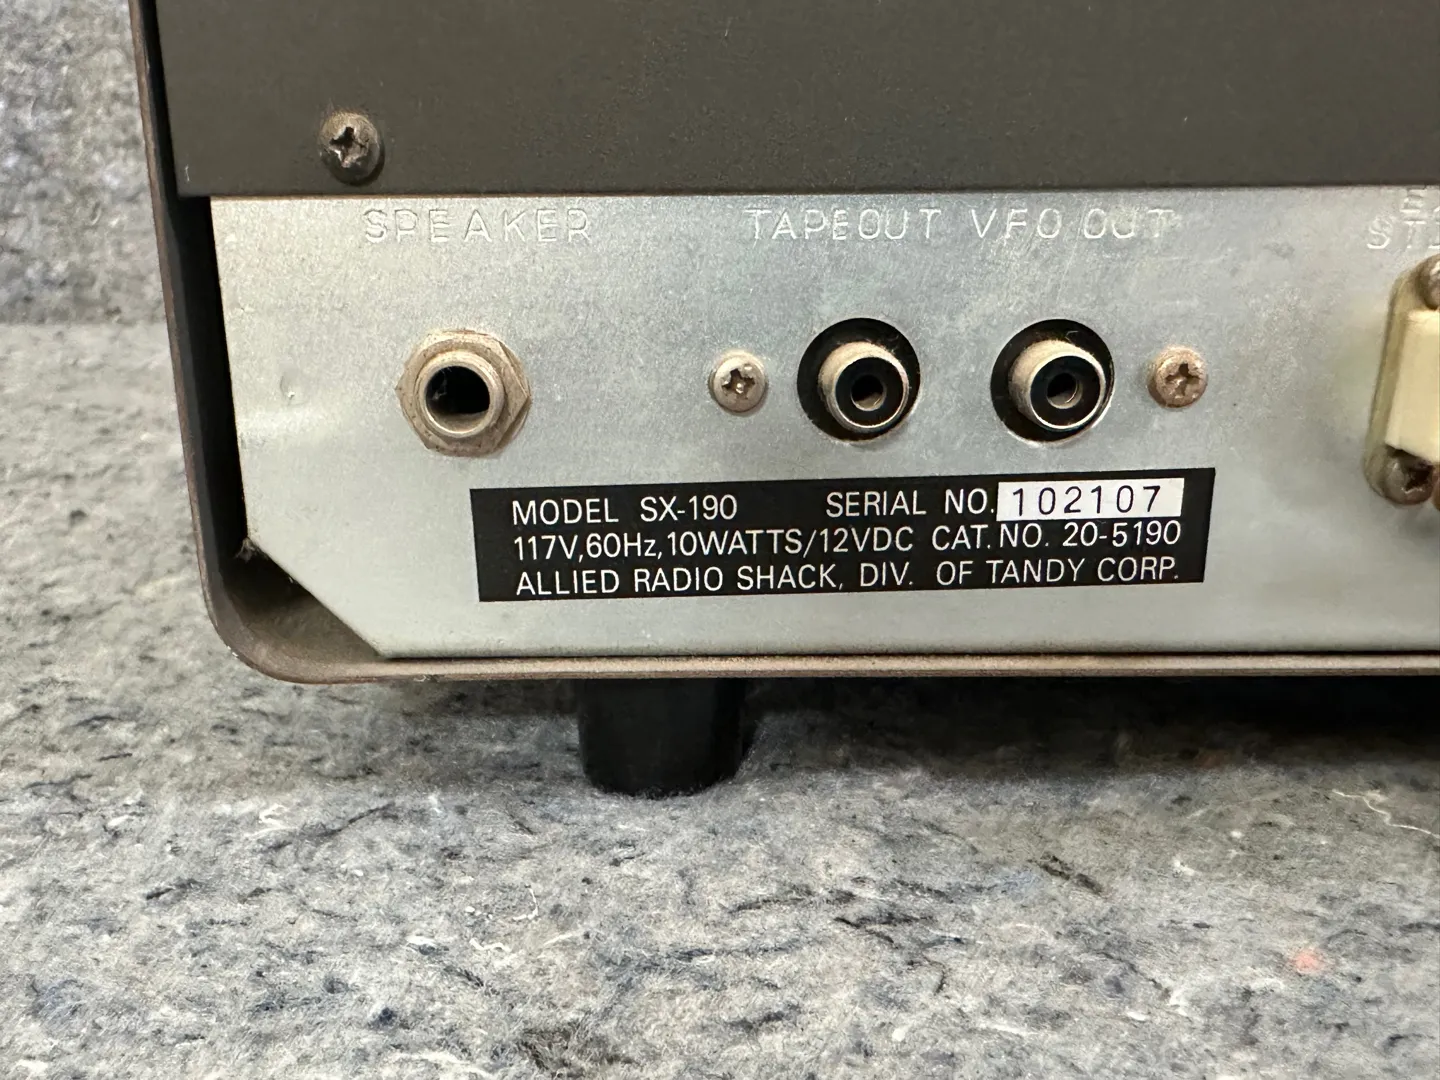 SPEAKER TAPEOUT VFO OUT
MODEL SX-190 SERIAL NO. 102107
117V,60Hz,10WATTS/12VDC CAT. NO. 20-5190
ALLIED RADIO SHACK, DIV. OF TANDY CORP.